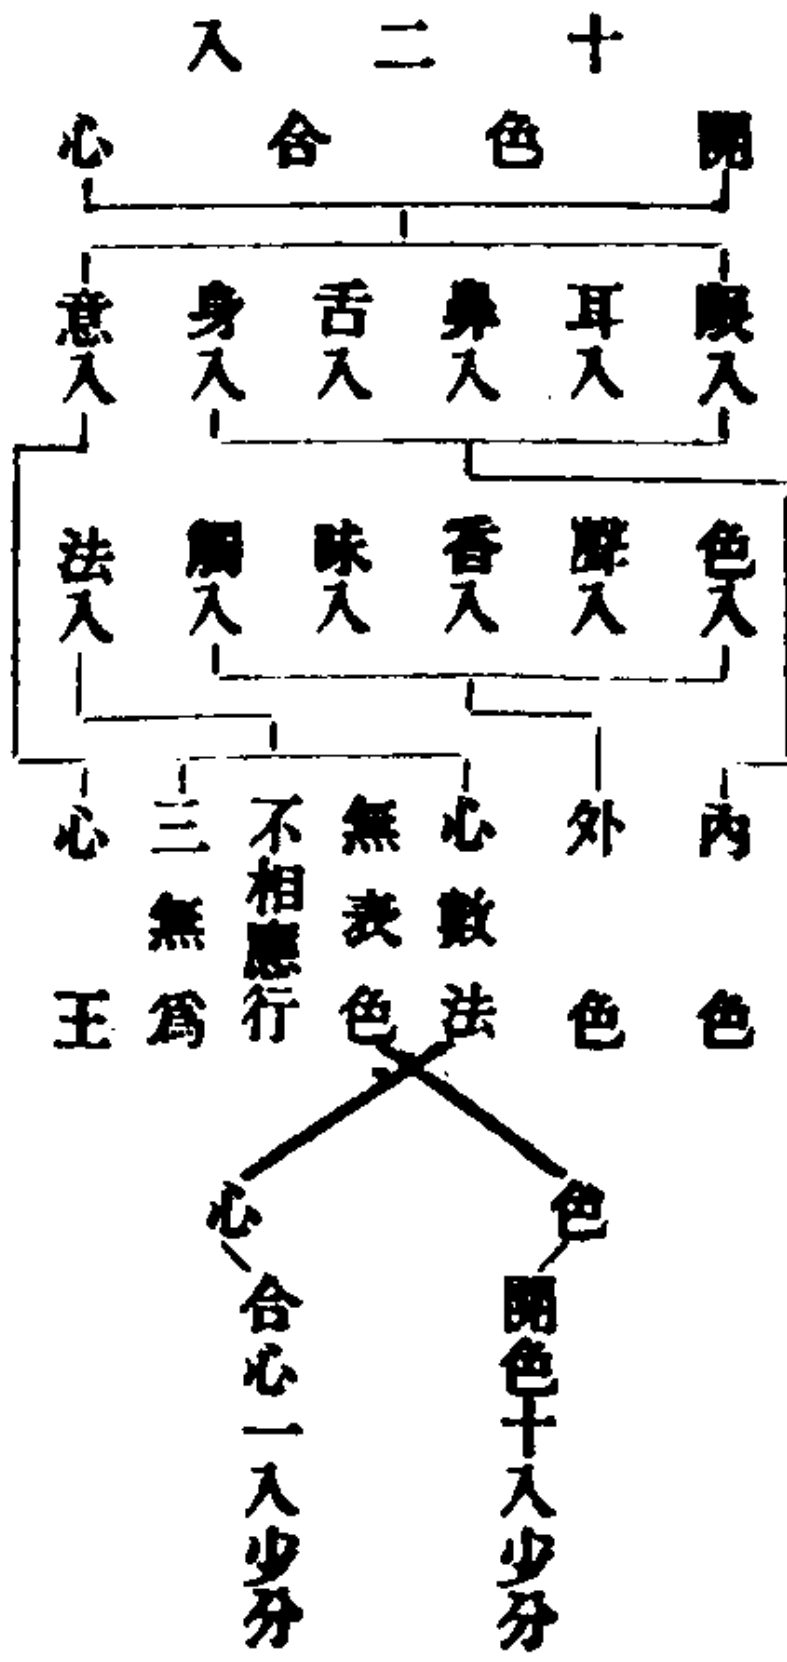 十二入
開色合心
眼入
耳入
鼻入
舌入
身入
意入
色入
聲入
香入
味入
觸入
法入
內色
外色
心數法
無表色
不相應行
三無爲
心王
色
開色十入少分
心
合心一入少分